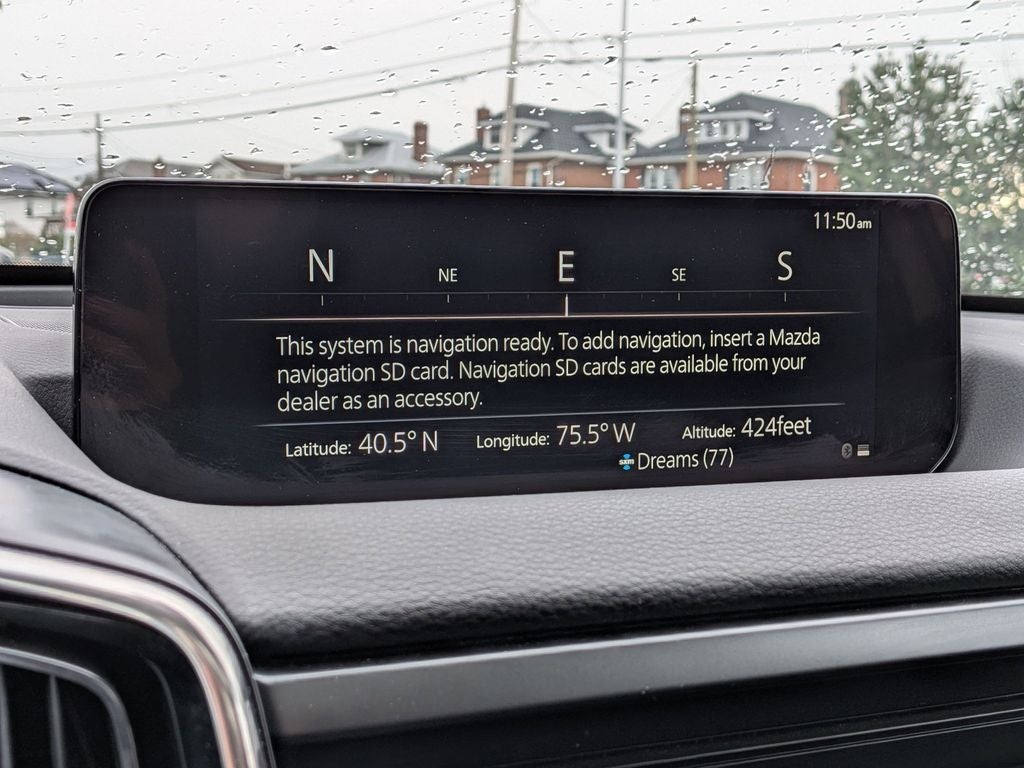 11:50am
N NE E SE S
This system is navigation ready. To add navigation, insert a Mazda
navigation SD card. Navigation SD cards are available from your
dealer as an accessory.
Latitude: 40.5° N Longitude: 75.5° W Altitude: 424feet
sxm Dreams (77)